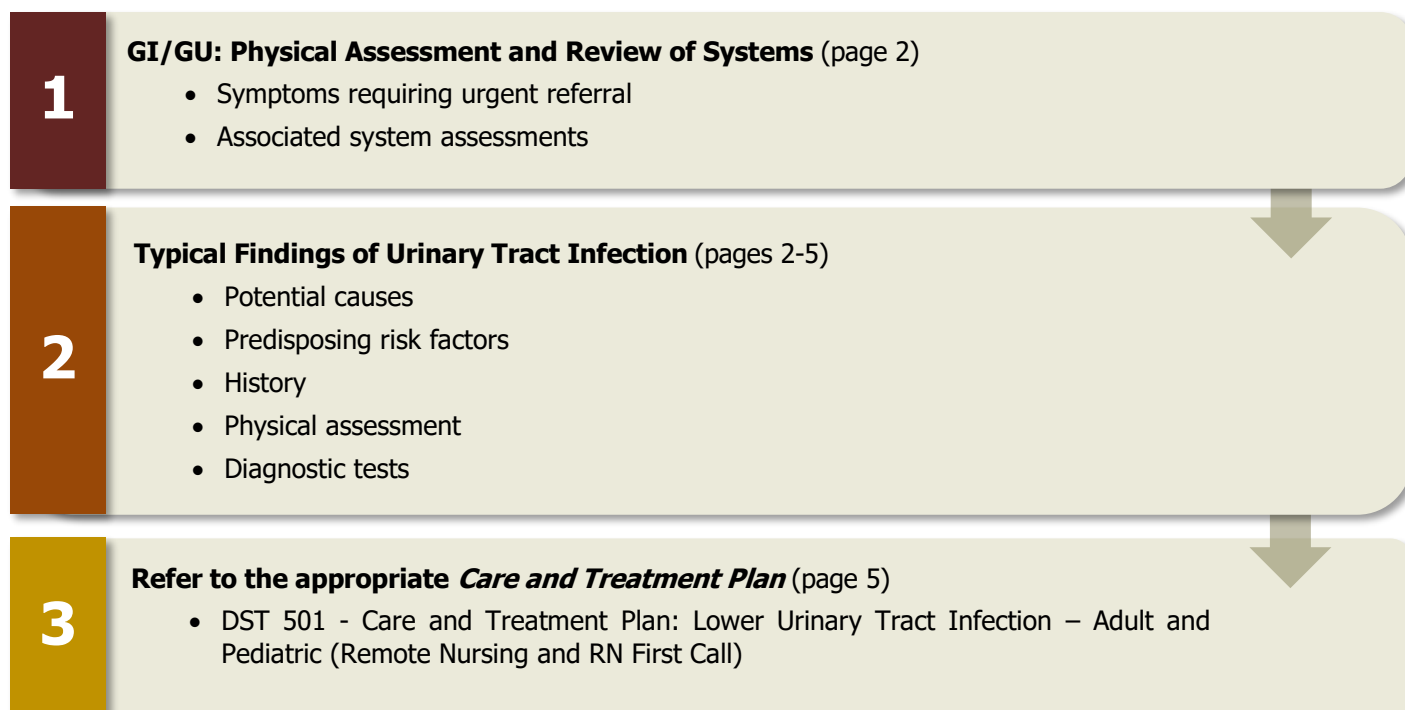 1
GI/GU: Physical Assessment and Review of Systems (page 2)
• Symptoms requiring urgent referral
• Associated system assessments
2
Typical Findings of Urinary Tract Infection (pages 2-5)
• Potential causes
• Predisposing risk factors
• History
• Physical assessment
• Diagnostic tests
3
Refer to the appropriate Care and Treatment Plan (page 5)
• DST 501 - Care and Treatment Plan: Lower Urinary Tract Infection – Adult and
Pediatric (Remote Nursing and RN First Call)